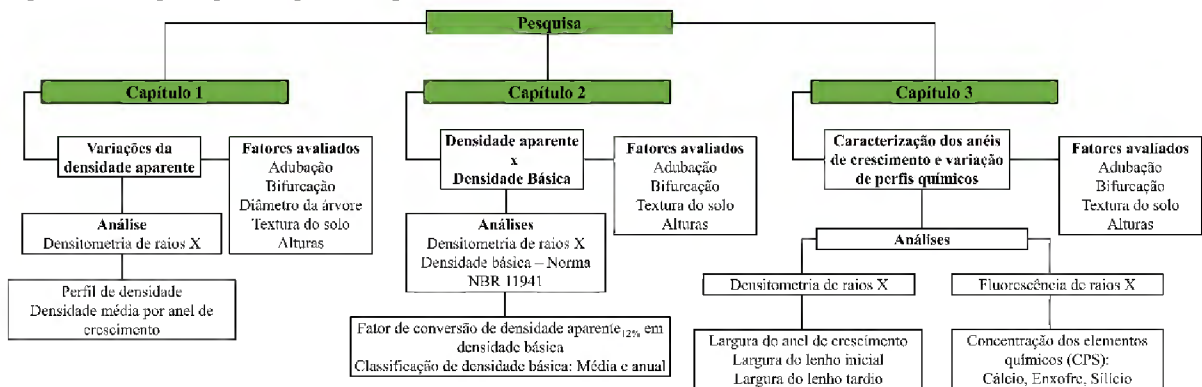 Pesquisa
Capítulo 1
Variações da
densidade aparente
Fatores avaliados
Adubação
Bifurcação
Diâmetro da árvore
Textura do solo
Alturas
Análise
Densitometria de raios X
Perfil de densidade
Densidade média por anel de
crescimento
Capítulo 2
Densidade aparente
x
Densidade Básica
Fatores avaliados
Adubação
Bifurcação
Textura do solo
Alturas
Análises
Densitometria de raios X
Densidade básica – Norma
NBR 11941
Fator de conversão de densidade aparente12% em
densidade básica
Classificação de densidade básica: Média e anual
Capítulo 3
Caracterização dos anéis
de crescimento e variação
de perfis químicos
Fatores avaliados
Adubação
Bifurcação
Textura do solo
Alturas
Análises
Densitometria de raios X
Largura do anel de crescimento
Largura do lenho inicial
Largura do lenho tardio
Fluorescência de raios X
Concentração dos elementos
químicos (CPS):
Cálcio, Enxofre, Silício